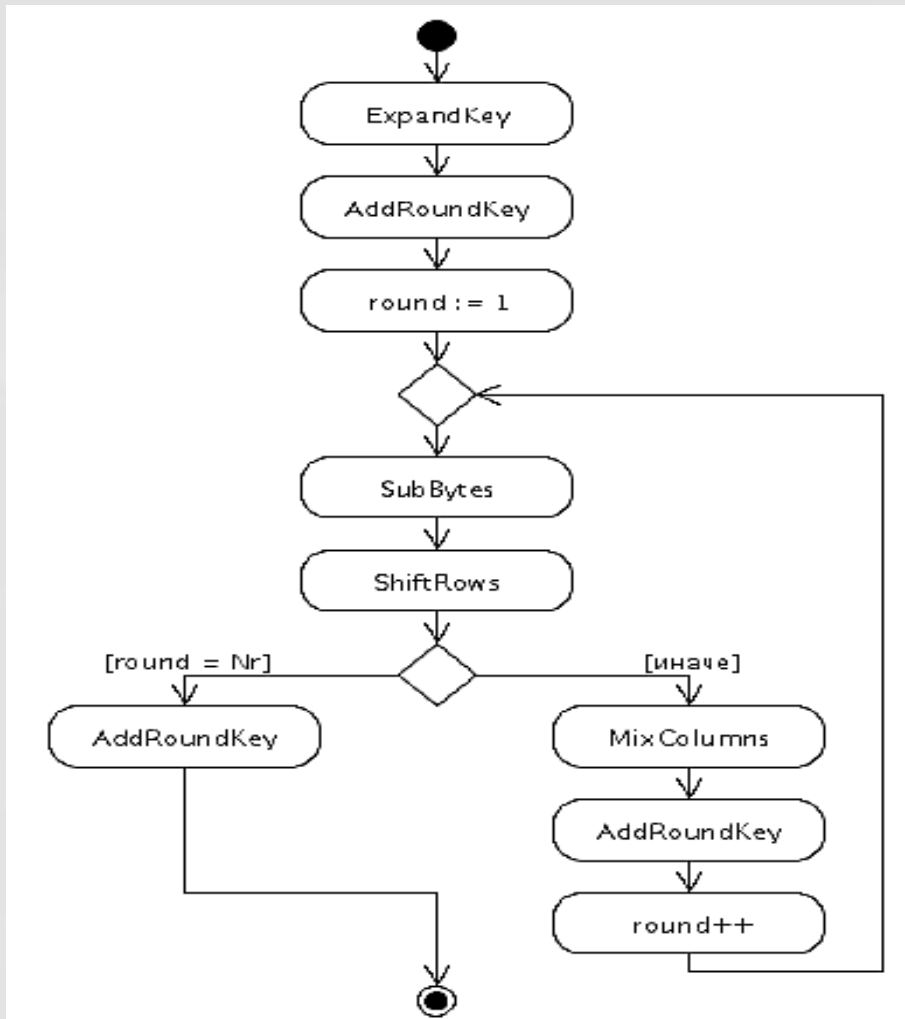 ExpandKey
AddRoundKey
round := 1
SubBytes
ShiftRows
[round = Nr]
[иначе]
AddRoundKey
MixColumns
AddRoundKey
round++